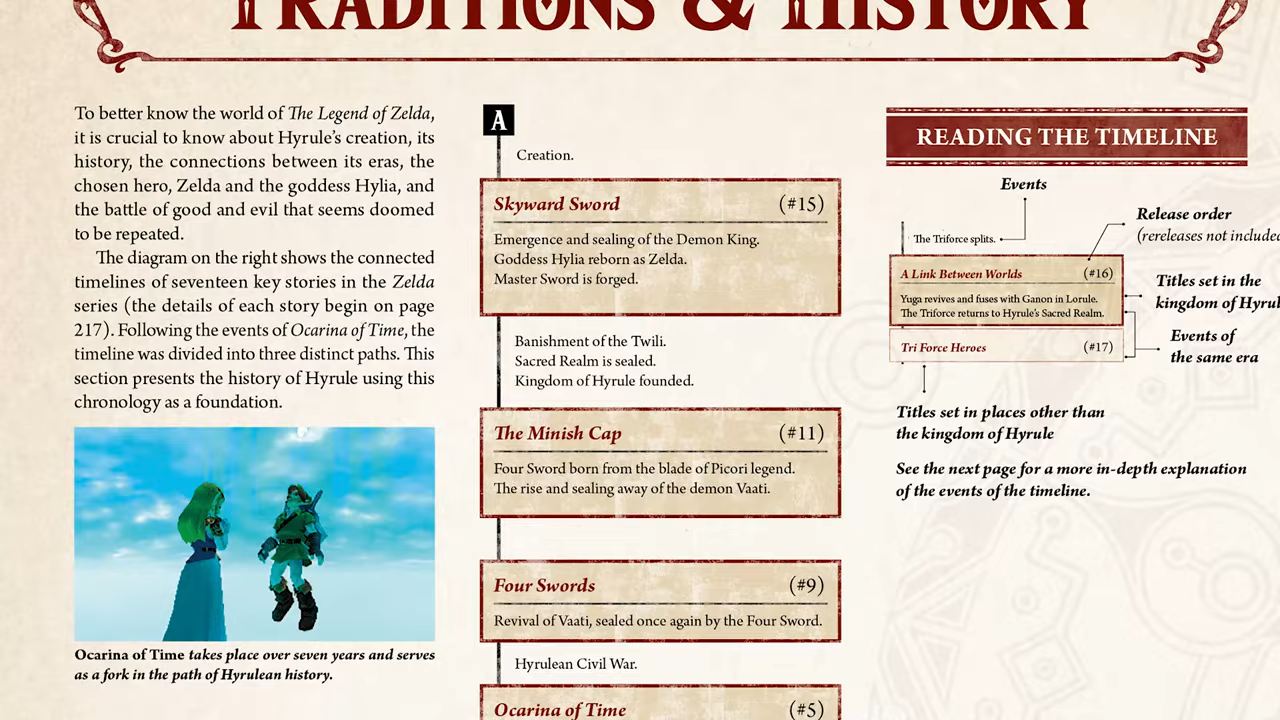 TRADITIONS & HISTORY
To better know the world of The Legend of Zelda,
it is crucial to know about Hyrule's creation, its
history, the connections between its eras, the
chosen hero, Zelda and the goddess Hylia, and
the battle of good and evil that seems doomed
to be repeated.
The diagram on the right shows the connected
timelines of seventeen key stories in the Zelda
series (the details of each story begin on page
217). Following the events of Ocarina of Time, the
timeline was divided into three distinct paths. This
section presents the history of Hyrule using this
chronology as a foundation.
Ocarina of Time takes place over seven years and serves
as a fork in the path of Hyrulean history.
A
Creation.
Skyward Sword (#15)
Emergence and sealing of the Demon King.
Goddess Hylia reborn as Zelda.
Master Sword is forged.
Banishment of the Twili.
Sacred Realm is sealed.
Kingdom of Hyrule founded.
The Minish Cap (#11)
Four Sword born from the blade of Picori legend.
The rise and sealing away of the demon Vaati.
Four Swords (#9)
Revival of Vaati, sealed once again by the Four Sword.
Hyrulean Civil War.
Ocarina of Time (#5)
READING THE TIMELINE
Events
Release order
(rereleases not included
The Triforce splits.
A Link Between Worlds (#16)
Yuga revives and fuses with Ganon in Lorule.
The Triforce returns to Hyrule's Sacred Realm.
Titles set in the
kingdom of Hyrul
Tri Force Heroes (#17)
Events of
the same era
Titles set in places other than
the kingdom of Hyrule
See the next page for a more in-depth explanation
of the events of the timeline.